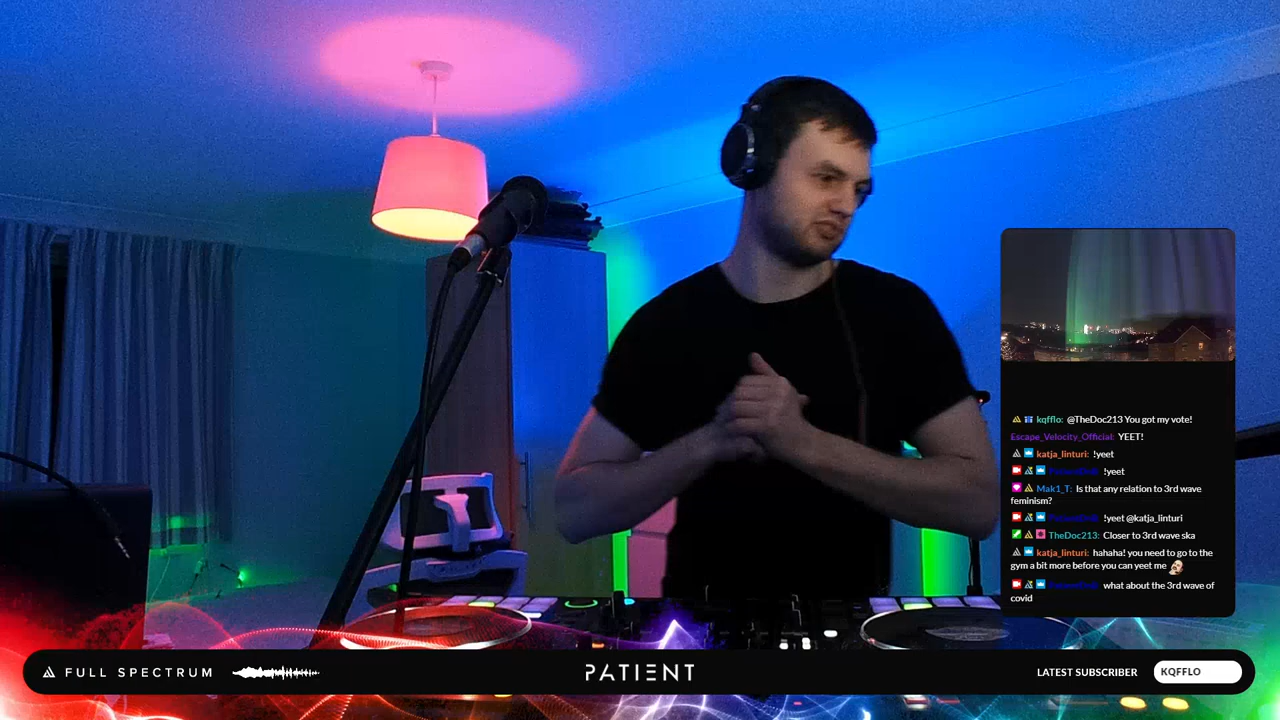 kqfflo: @TheDoc213 You got my vote!
Escape_Velocity_Official: YEET!
katja_linturi: !yeet
!yeet
Mak1_T: Is that any relation to 3rd wave
feminism?
!yeet @katja_linturi
TheDoc213: Closer to 3rd wave ska
katja_linturi: hahaha! you need to go to the
gym a bit more before you can yeet me
what about the 3rd wave of
covid
FULL SPECTRUM
PATIENT
LATEST SUBSCRIBER
KQFFLO